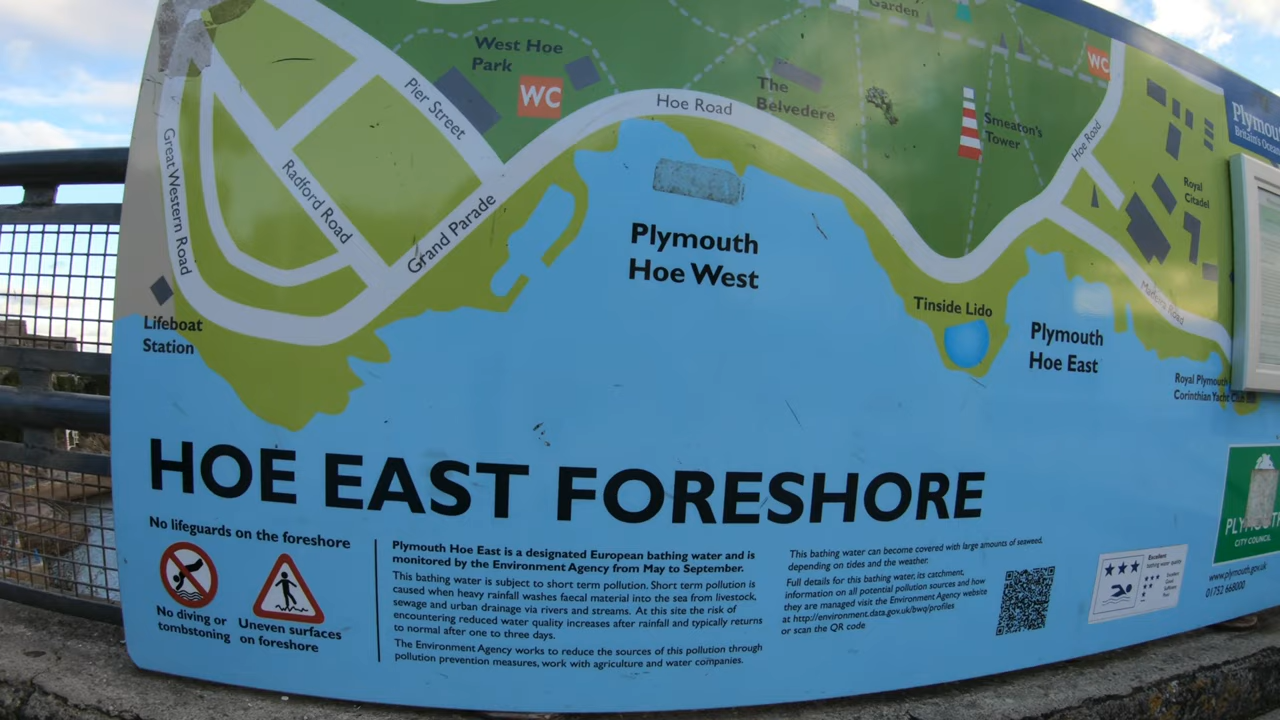 Garden
West Hoe
Park
WC
Pier Street
Hoe Road
The
Belvedere
WC
Smeaton's
Tower
Hoe Road
Royal
Citadel
Great Western Road
Radford Road
Grand Parade
Plymouth
Hoe West
Tinside Lido
Plymouth
Hoe East
Madeira Road
Lifeboat
Station
Royal Plymouth
Corinthian Yacht Club
Britain's Ocean
HOE EAST FORESHORE
No lifeguards on the foreshore
No diving or
tombstoning
Uneven surfaces
on foreshore
Plymouth Hoe East is a designated European bathing water and is
monitored by the Environment Agency from May to September.
This bathing water is subject to short term pollution. Short term pollution is
caused when heavy rainfall washes faecal material into the sea from livestock,
sewage and urban drainage via rivers and streams. At this site the risk of
encountering reduced water quality increases after rainfall and typically returns
to normal after one to three days.
The Environment Agency works to reduce the sources of this pollution through
pollution prevention measures, work with agriculture and water companies.
This bathing water can become covered with large amounts of seaweed,
depending on tides and the weather.
Full details for this bathing water, its catchment,
information on all potential pollution sources and how
they are managed visit the Environment Agency website
at http://environment.data.gov.uk/bwq/profiles
or scan the QR code
Excellent
bathing water quality
CITY COUNCIL
www.plymouth.gov.uk
01752 668000